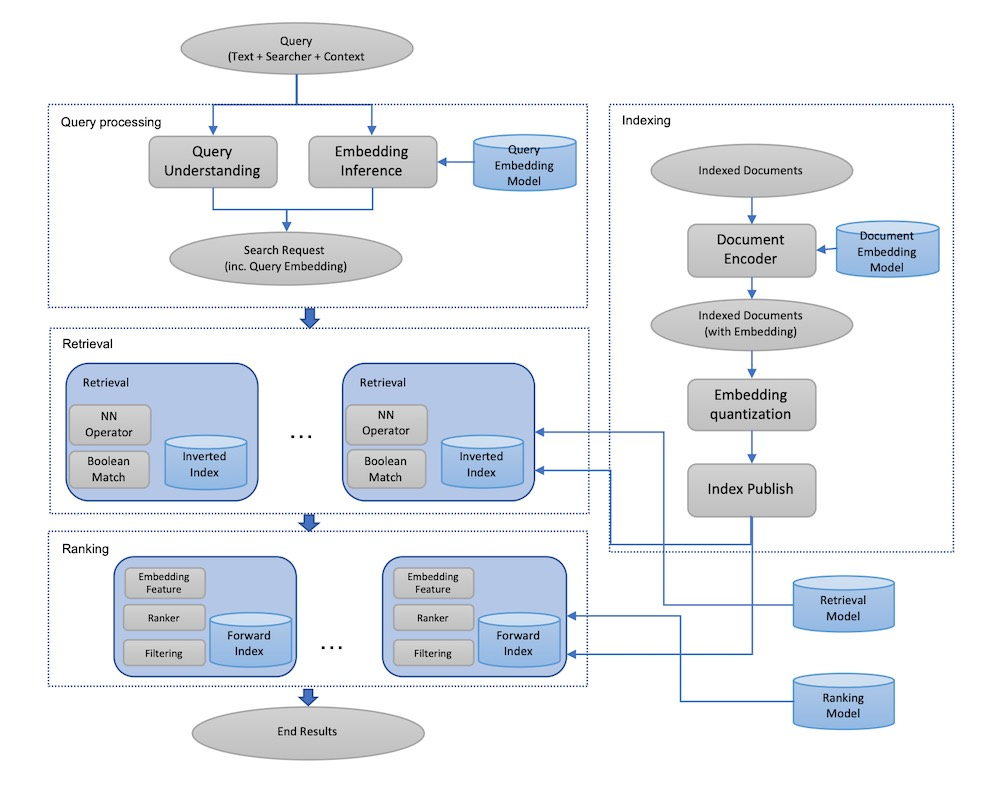 Query
(Text + Searcher + Context
Query processing
Query
Understanding
Embedding
Inference
Query
Embedding
Model
Search Request
(inc. Query Embedding)
Retrieval
Retrieval
NN
Operator
Boolean
Match
Inverted
Index
...
Retrieval
NN
Operator
Boolean
Match
Inverted
Index
Ranking
Embedding
Feature
Ranker
Filtering
Forward
Index
...
Embedding
Feature
Ranker
Filtering
Forward
Index
End Results
Indexing
Indexed Documents
Document
Encoder
Document
Embedding
Model
Indexed Documents
(with Embedding)
Embedding
quantization
Index Publish
Retrieval
Model
Ranking
Model